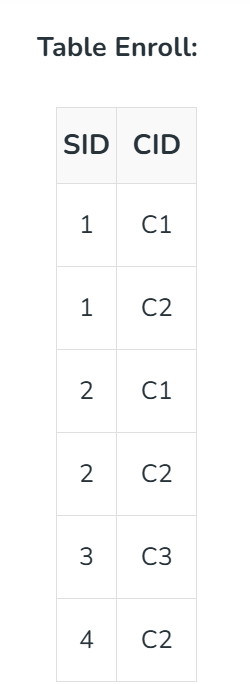 Table Enroll:
SID CID
1 C1
1 C2
2 C1
2 C2
3 C3
4 C2